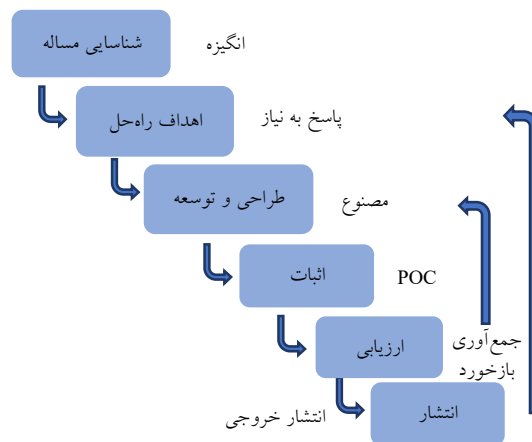 شناسایی مساله
انگیزه
اهداف راه‌حل
پاسخ به نیاز
طراحی و توسعه
مصنوع
اثبات
POC
ارزیابی
جمع‌آوری
بازخورد
انتشار
انتشار خروجی